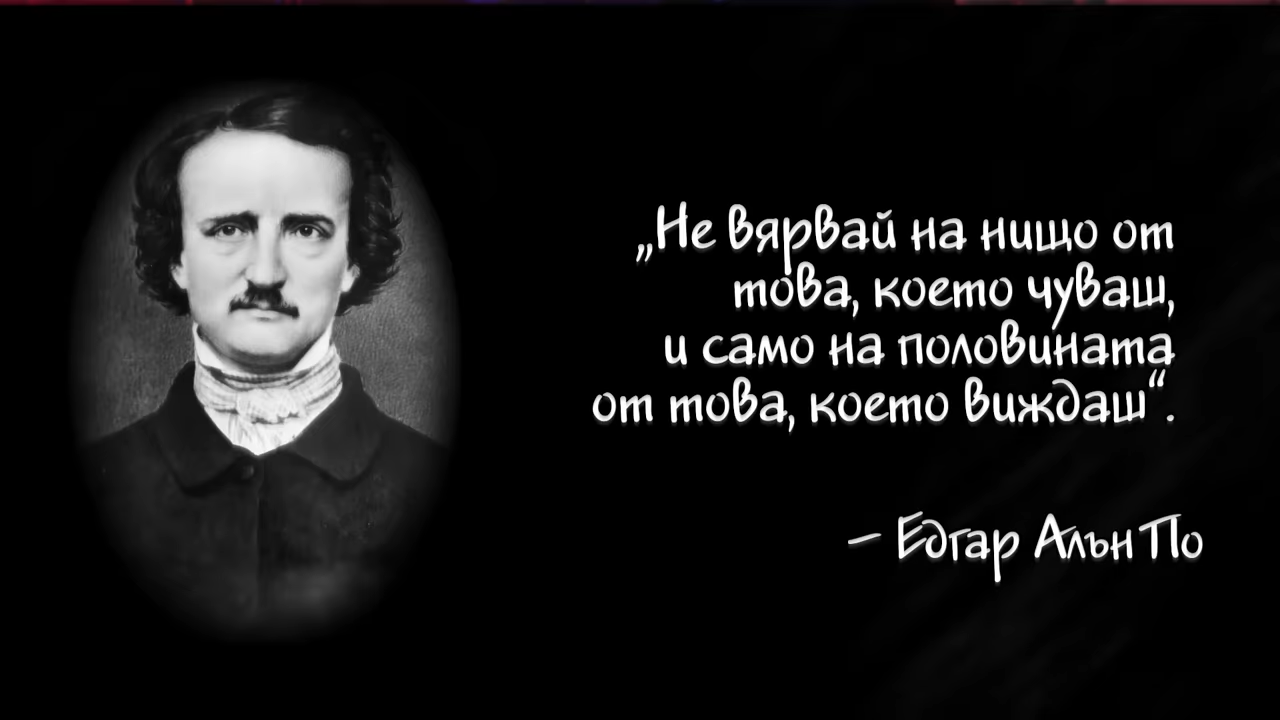 „Не вярвай на нищо от
това, което чуваш,
и само на половината
от това, което виждаш“.
– Едгар Алън По